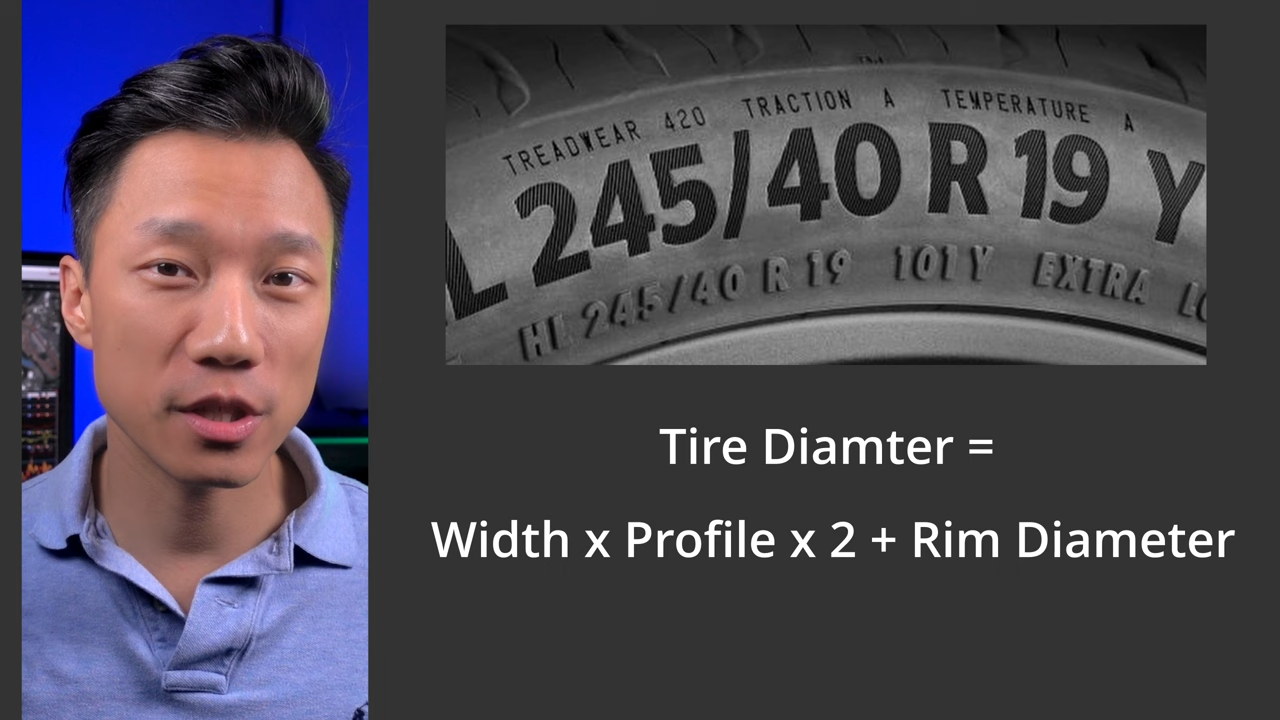 TREADWEAR 420 TRACTION A TEMPERATURE A
L 245/40 R 19 Y
HL 245/40 R 19 101Y EXTRA
Tire Diamter =
Width x Profile x 2 + Rim Diameter